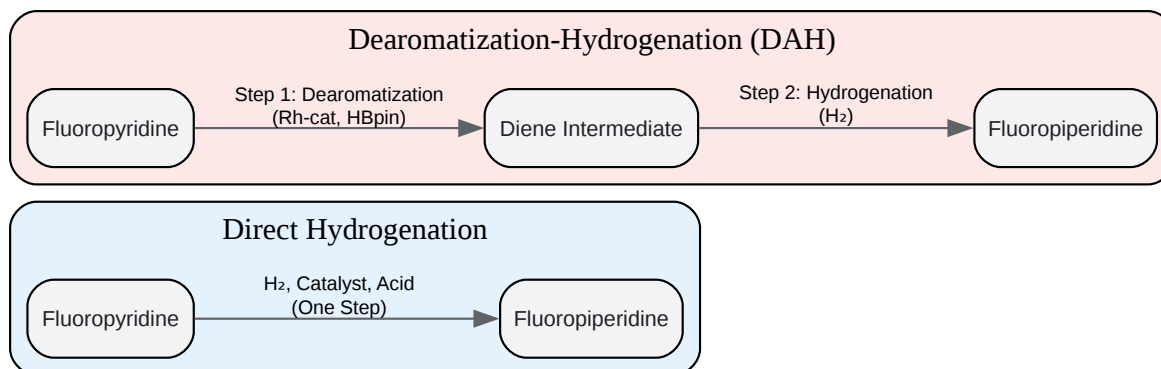 Dearomatization-Hydrogenation (DAH)
Step 1: Dearomatization
(Rh-cat, HBpin)
Step 2: Hydrogenation
(H₂)
Fluoropyridine
Diene Intermediate
Fluoropiperidine
Direct Hydrogenation
H₂, Catalyst, Acid
(One Step)
Fluoropyridine
Fluoropiperidine